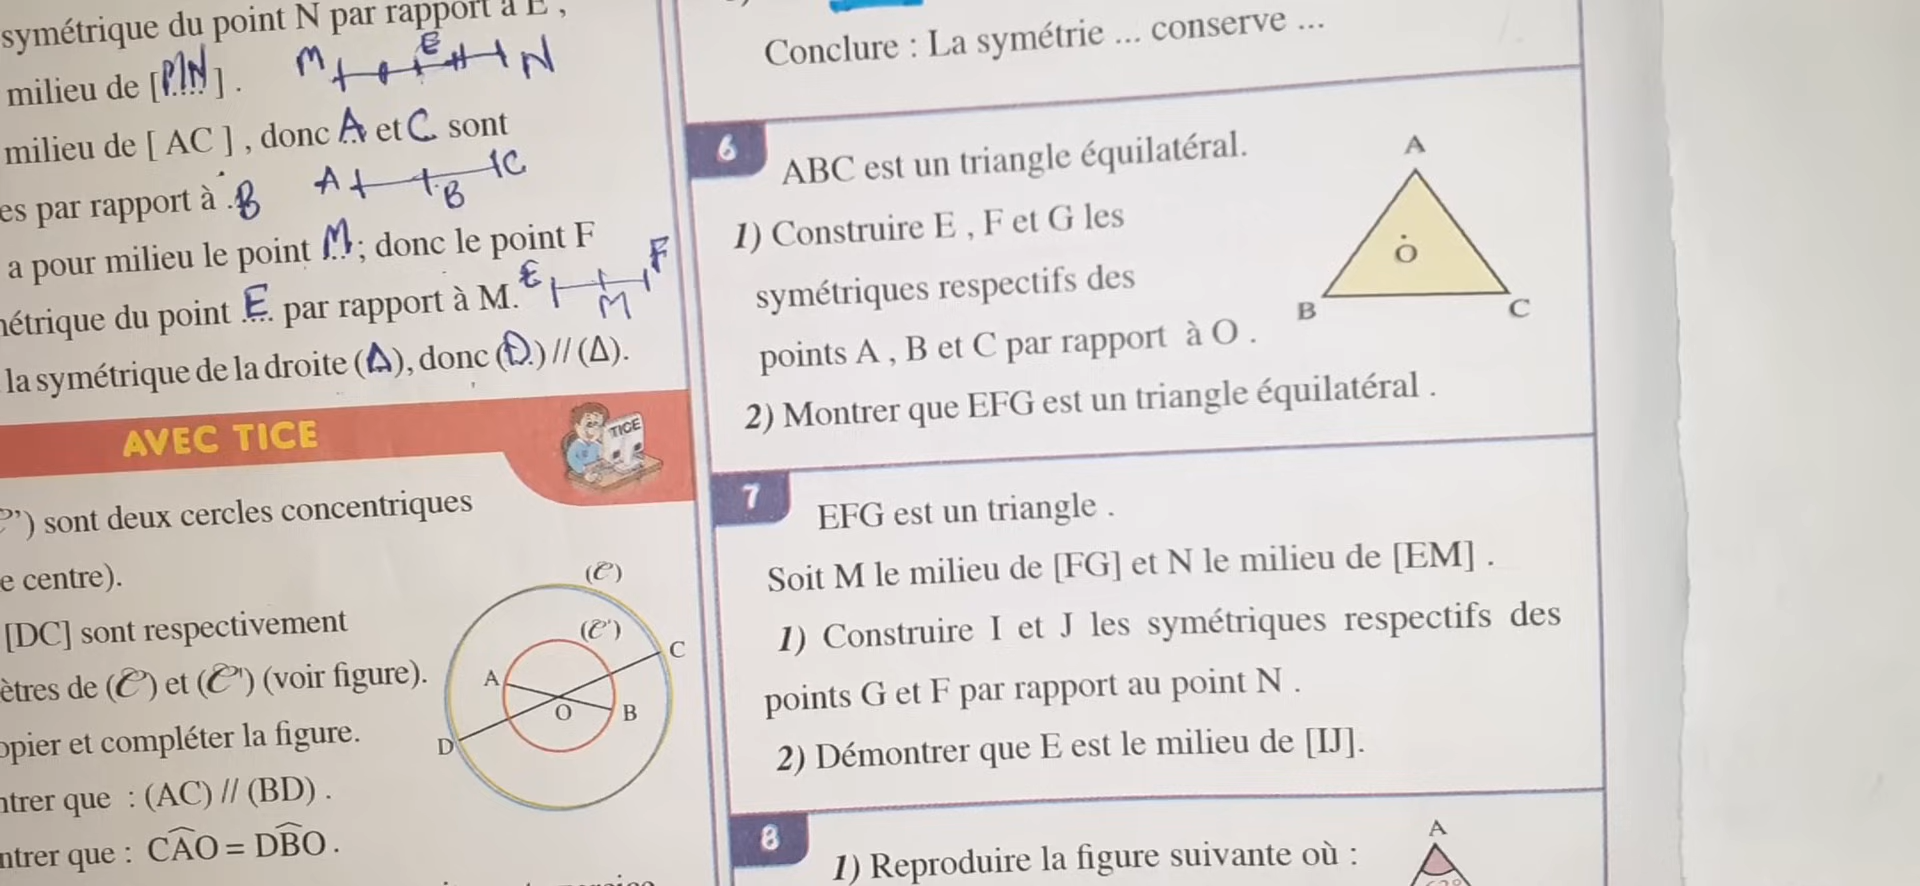 symétrique du point N par rapport à E ,
M E N
milieu de [MN] .
milieu de [ AC ] , donc A et C sont
A B C
es par rapport à .B
a pour milieu le point M ; donc le point F
étrique du point E par rapport à M.
E M F
la symétrique de la droite (Δ), donc (D) // (Δ).
AVEC TICE
TICE
') sont deux cercles concentriques
e centre).
[DC] sont respectivement
ètres de (C) et (C') (voir figure).
opier et compléter la figure.
ntrer que : (AC) // (BD) .
ntrer que : CAO = DBO .
(C)
(C')
C
A
O
B
D
Conclure : La symétrie ... conserve ...
6
ABC est un triangle équilatéral.
1) Construire E , F et G les
symétriques respectifs des
points A , B et C par rapport à O .
2) Montrer que EFG est un triangle équilatéral .
A
O
B
C
7
EFG est un triangle .
Soit M le milieu de [FG] et N le milieu de [EM] .
1) Construire I et J les symétriques respectifs des
points G et F par rapport au point N .
2) Démontrer que E est le milieu de [IJ].
8
1) Reproduire la figure suivante où :
A